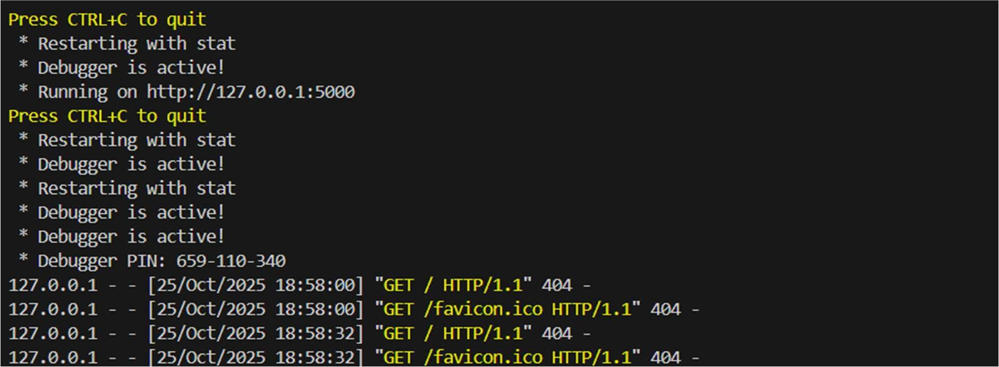 Press CTRL+C to quit
 * Restarting with stat
 * Debugger is active!
 * Running on http://127.0.0.1:5000
Press CTRL+C to quit
 * Restarting with stat
 * Debugger is active!
 * Restarting with stat
 * Debugger is active!
 * Debugger is active!
 * Debugger PIN: 659-110-340
127.0.0.1 - - [25/Oct/2025 18:58:00] "GET / HTTP/1.1" 404 -
127.0.0.1 - - [25/Oct/2025 18:58:00] "GET /favicon.ico HTTP/1.1" 404 -
127.0.0.1 - - [25/Oct/2025 18:58:32] "GET / HTTP/1.1" 404 -
127.0.0.1 - - [25/Oct/2025 18:58:32] "GET /favicon.ico HTTP/1.1" 404 -